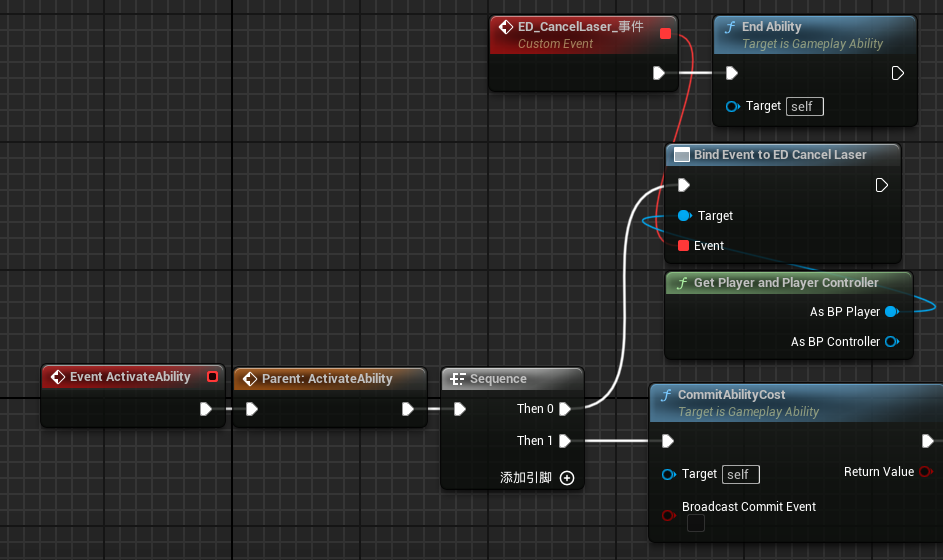 ED_CancelLaser_事件
Custom Event
End Ability
Target is Gameplay Ability
Target self
Bind Event to ED Cancel Laser
Target
Event
Get Player and Player Controller
As BP Player
As BP Controller
Event ActivateAbility
Parent: ActivateAbility
Sequence
Then 0
Then 1
添加引脚
CommitAbilityCost
Target is Gameplay Ability
Target self
Return Value
Broadcast Commit Event